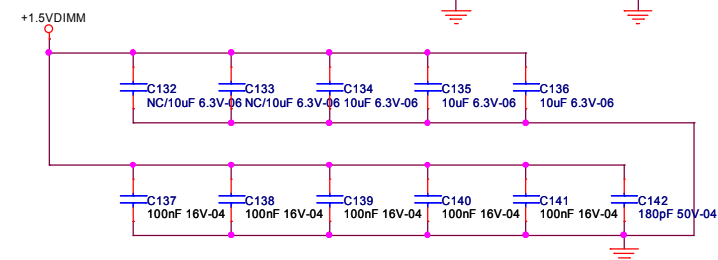 +1.5VDIMM
C132 C133 C134 C135 C136
NC/10uF 6.3V-06 NC/10uF 6.3V-06 10uF 6.3V-06 10uF 6.3V-06 10uF 6.3V-06
C137 C138 C139 C140 C141 C142
100nF 16V-04 100nF 16V-04 100nF 16V-04 100nF 16V-04 100nF 16V-04 180pF 50V-04